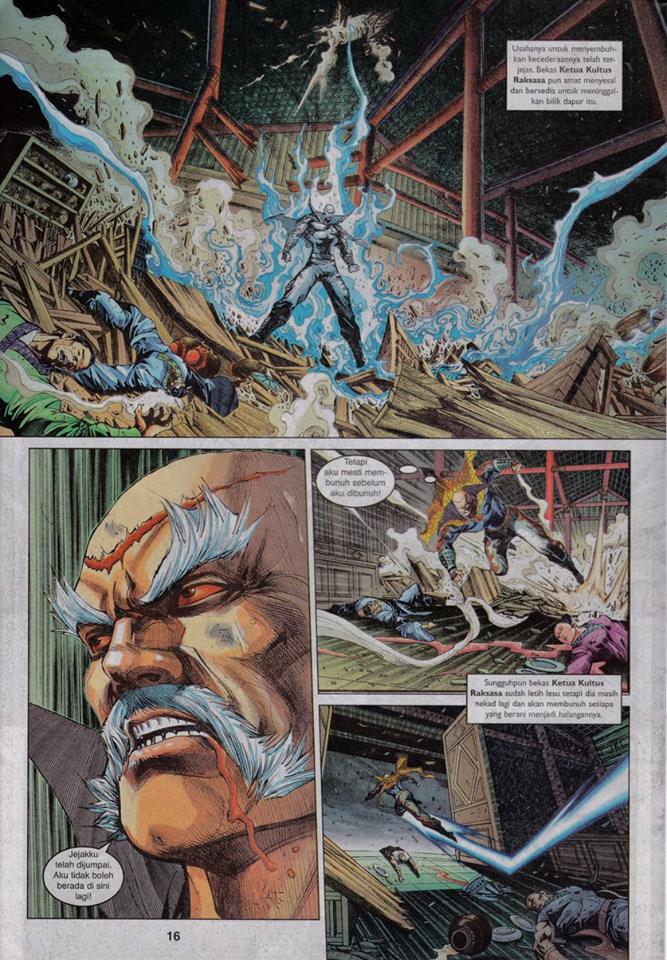 Usahanya untuk menyembuh-
kan kecederaannya telah ter-
jejas. Bekas Ketua Kultus
Raksasa pun amat menyesal
dan bersedia untuk meninggal-
kan bilik dapur itu.
Jejakku
telah dijumpai.
Aku tidak boleh
berada di sini
lagi!
Tetapi
aku mesti mem-
bunuh sebelum
aku dibunuh!
Sungguhpun bekas Ketua Kultus
Raksasa sudah letih lesu tetapi dia masih
nekad lagi dan akan membunuh sesiapa
yang berani menjadi halangannya.
16